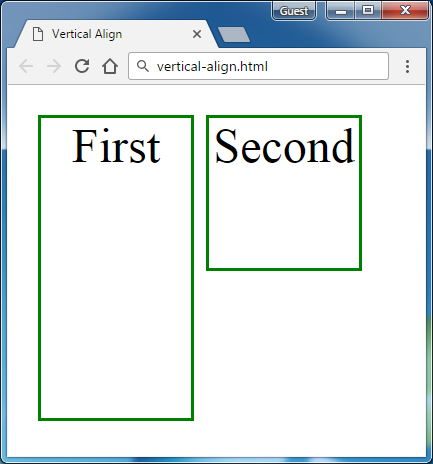 Guest
Vertical Align
vertical-align.html
First
Second